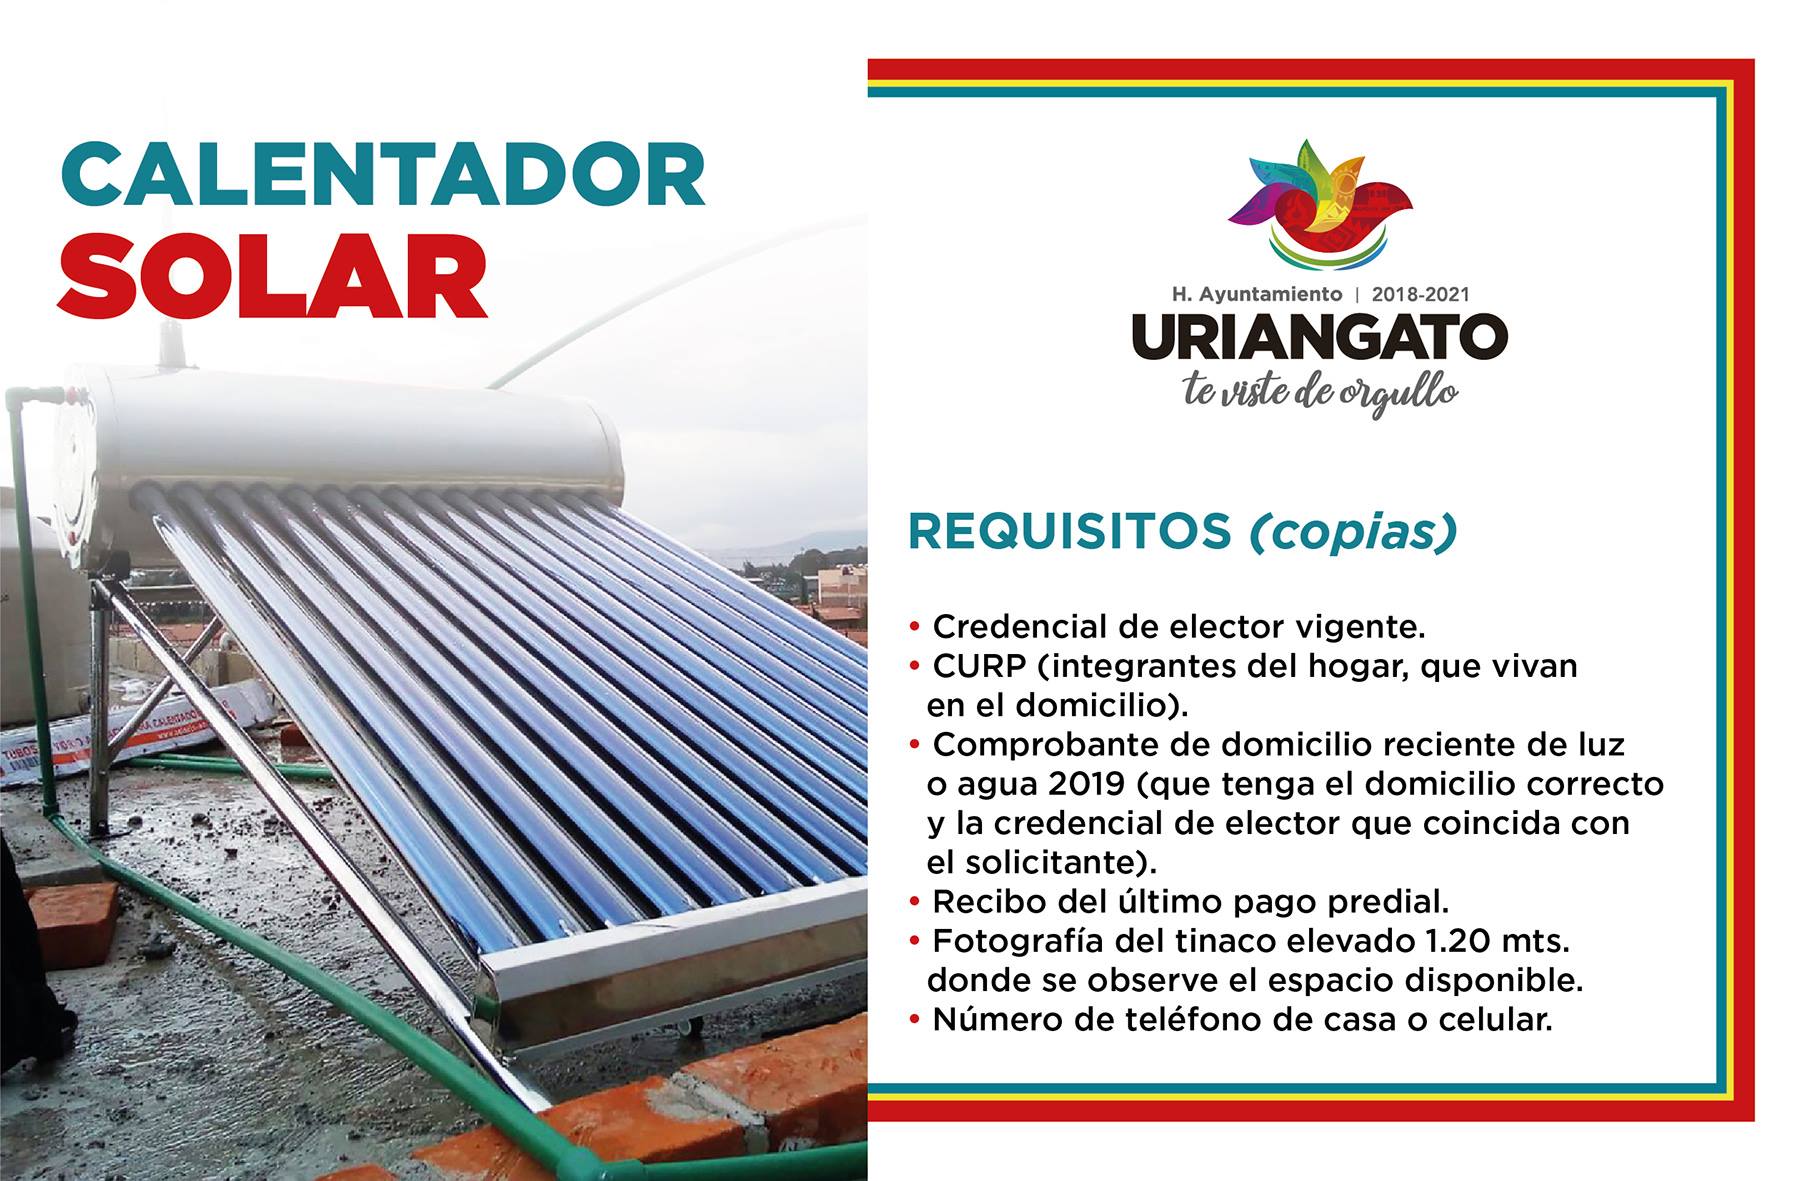 CALENTADOR
SOLAR
H. Ayuntamiento | 2018-2021
URIANGATO
te viste de orgullo
REQUISITOS (copias)
• Credencial de elector vigente.
• CURP (integrantes del hogar, que vivan
en el domicilio).
• Comprobante de domicilio reciente de luz
o agua 2019 (que tenga el domicilio correcto
y la credencial de elector que coincida con
el solicitante).
• Recibo del último pago predial.
• Fotografía del tinaco elevado 1.20 mts.
donde se observe el espacio disponible.
• Número de teléfono de casa o celular.